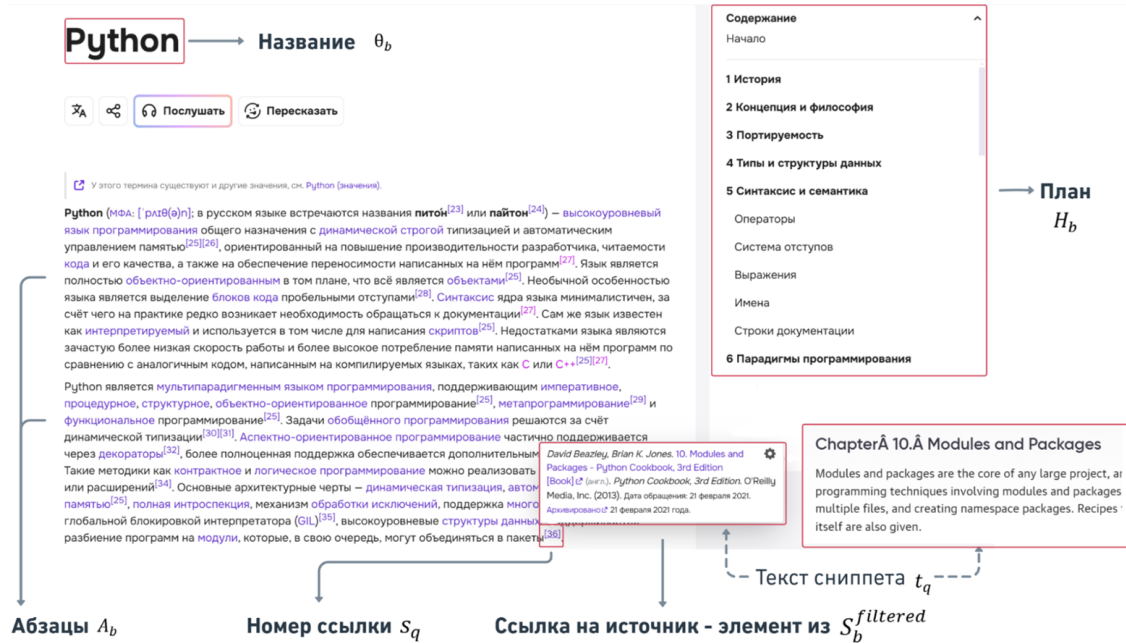 Python
Название θ_b
Послушать
Пересказать
У этого термина существуют и другие значения, см. Python (значения).
Python (МФА: [ˈpʌɪθ(ə)n]; в русском языке встречаются названия пито́н[23] или па́йтон[24]) — высокоуровневый
язык программирования общего назначения с динамической строгой типизацией и автоматическим
управлением памятью[25][26], ориентированный на повышение производительности разработчика, читаемости
кода и его качества, а также на обеспечение переносимости написанных на нём программ[27]. Язык является
полностью объектно-ориентированным в том плане, что всё является объектами[25]. Необычной особенностью
языка является выделение блоков кода пробельными отступами[28]. Синтаксис ядра языка минималистичен, за
счёт чего на практике редко возникает необходимость обращаться к документации[27]. Сам же язык известен
как интерпретируемый и используется в том числе для написания скриптов[25]. Недостатками языка являются
зачастую более низкая скорость работы и более высокое потребление памяти написанных на нём программ по
сравнению с аналогичным кодом, написанным на компилируемых языках, таких как C или C++[25][27].
Python является мультипарадигменным языком программирования, поддерживающим императивное,
процедурное, структурное, объектно-ориентированное программирование[25], метапрограммирование[29] и
функциональное программирование[25]. Задачи обобщённого программирования решаются за счёт
динамической типизации[30][31]. Аспектно-ориентированное программирование частично поддерживается
через декораторы[32], более полноценная поддержка обеспечивается дополнительным
Такие методики как контрактное и логическое программирование можно реализовать
или расширений[34]. Основные архитектурные черты — динамическая типизация, автом
памятью[25], полная интроспекция, механизм обработки исключений, поддержка много
глобальной блокировкой интерпретатора (GIL)[35], высокоуровневые структуры данных
разбиение программ на модули, которые, в свою очередь, могут объединяться в пакеты[36].
David Beazley, Brian K. Jones. 10. Modules and
Packages - Python Cookbook, 3rd Edition
[Book] (англ.). Python Cookbook, 3rd Edition. O'Reilly
Media, Inc. (2013). Дата обращения: 21 февраля 2021.
Архивировано 21 февраля 2021 года.
Содержание
Начало
1 История
2 Концепция и философия
3 Портируемость
4 Типы и структуры данных
5 Синтаксис и семантика
Операторы
Система отступов
Выражения
Имена
Строки документации
6 Парадигмы программирования
План
H_b
ChapterÂ 10.Â Modules and Packages
Modules and packages are the core of any large project, an
programming techniques involving modules and packages
multiple files, and creating namespace packages. Recipes
itself are also given.
Текст сниппета t_q
Абзацы A_b
Номер ссылки s_q
Ссылка на источник - элемент из S_b^filtered